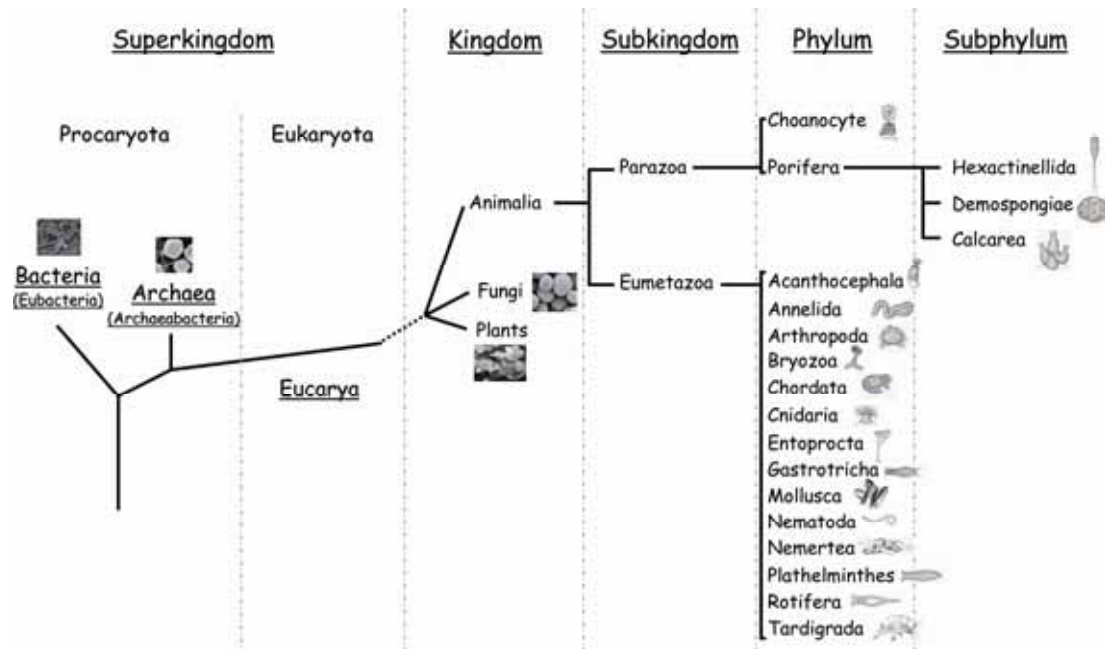 Superkingdom
Kingdom
Subkingdom
Phylum
Subphylum
Procaryota
Eukaryota
Bacteria
(Eubacteria)
Archaea
(Archaeabacteria)
Eucarya
Animalia
Fungi
Plants
Parazoa
Eumetazoa
Choanocyte
Porifera
Acanthocephala
Annelida
Arthropoda
Bryozoa
Chordata
Cnidaria
Entoprocta
Gastrotricha
Mollusca
Nematoda
Nemertea
Plathelminthes
Rotifera
Tardigrada
Hexactinellida
Demospongiae
Calcarea